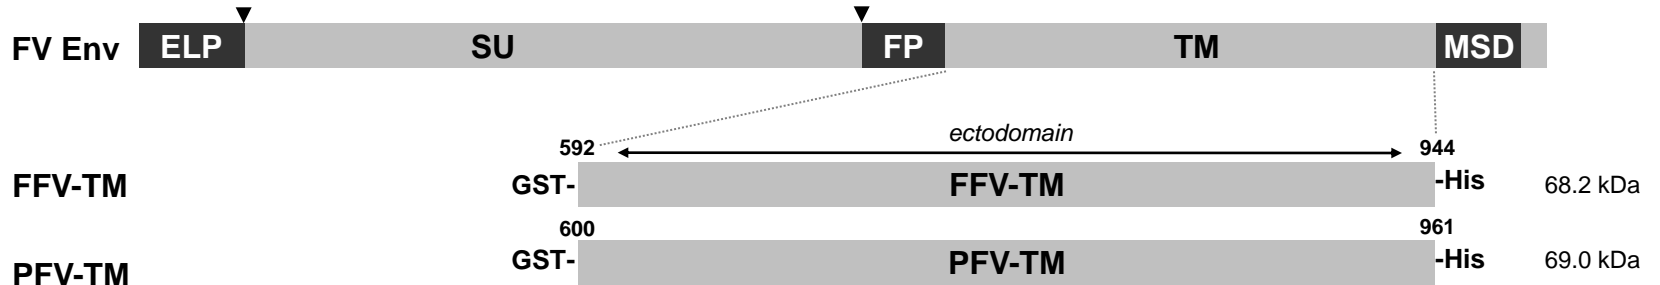 FV Env ELP SU FP TM MSD
ectodomain
592 944
FFV-TM GST- FFV-TM -His 68.2 kDa
600 961
PFV-TM GST- PFV-TM -His 69.0 kDa